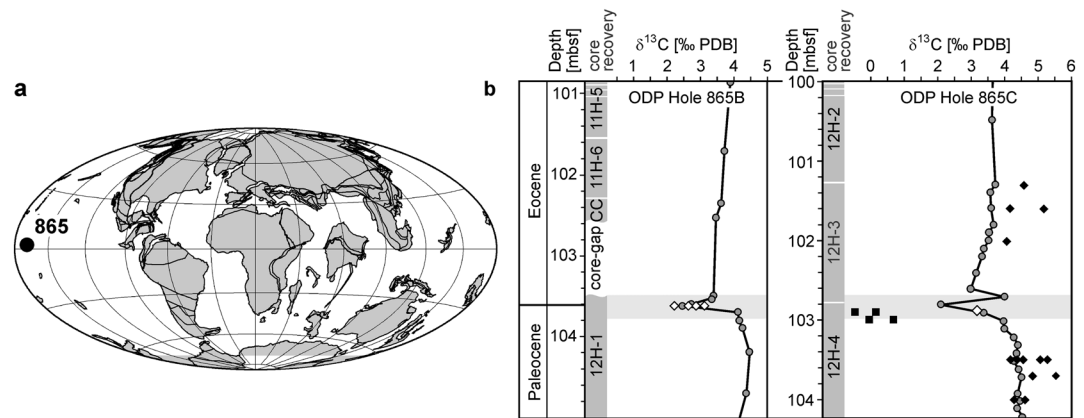 a
865
b
Depth
[mbsf]
core
recovery
δ13C [‰ PDB]
1 2 3 4 5
ODP Hole 865B
Eocene
Paleocene
101
102
103
104
11H-5
11H-6
CC
core-gap
12H-1
Depth
[mbsf]
core
recovery
δ13C [‰ PDB]
0 1 2 3 4 5 6
ODP Hole 865C
100
101
102
103
104
12H-2
12H-3
12H-4